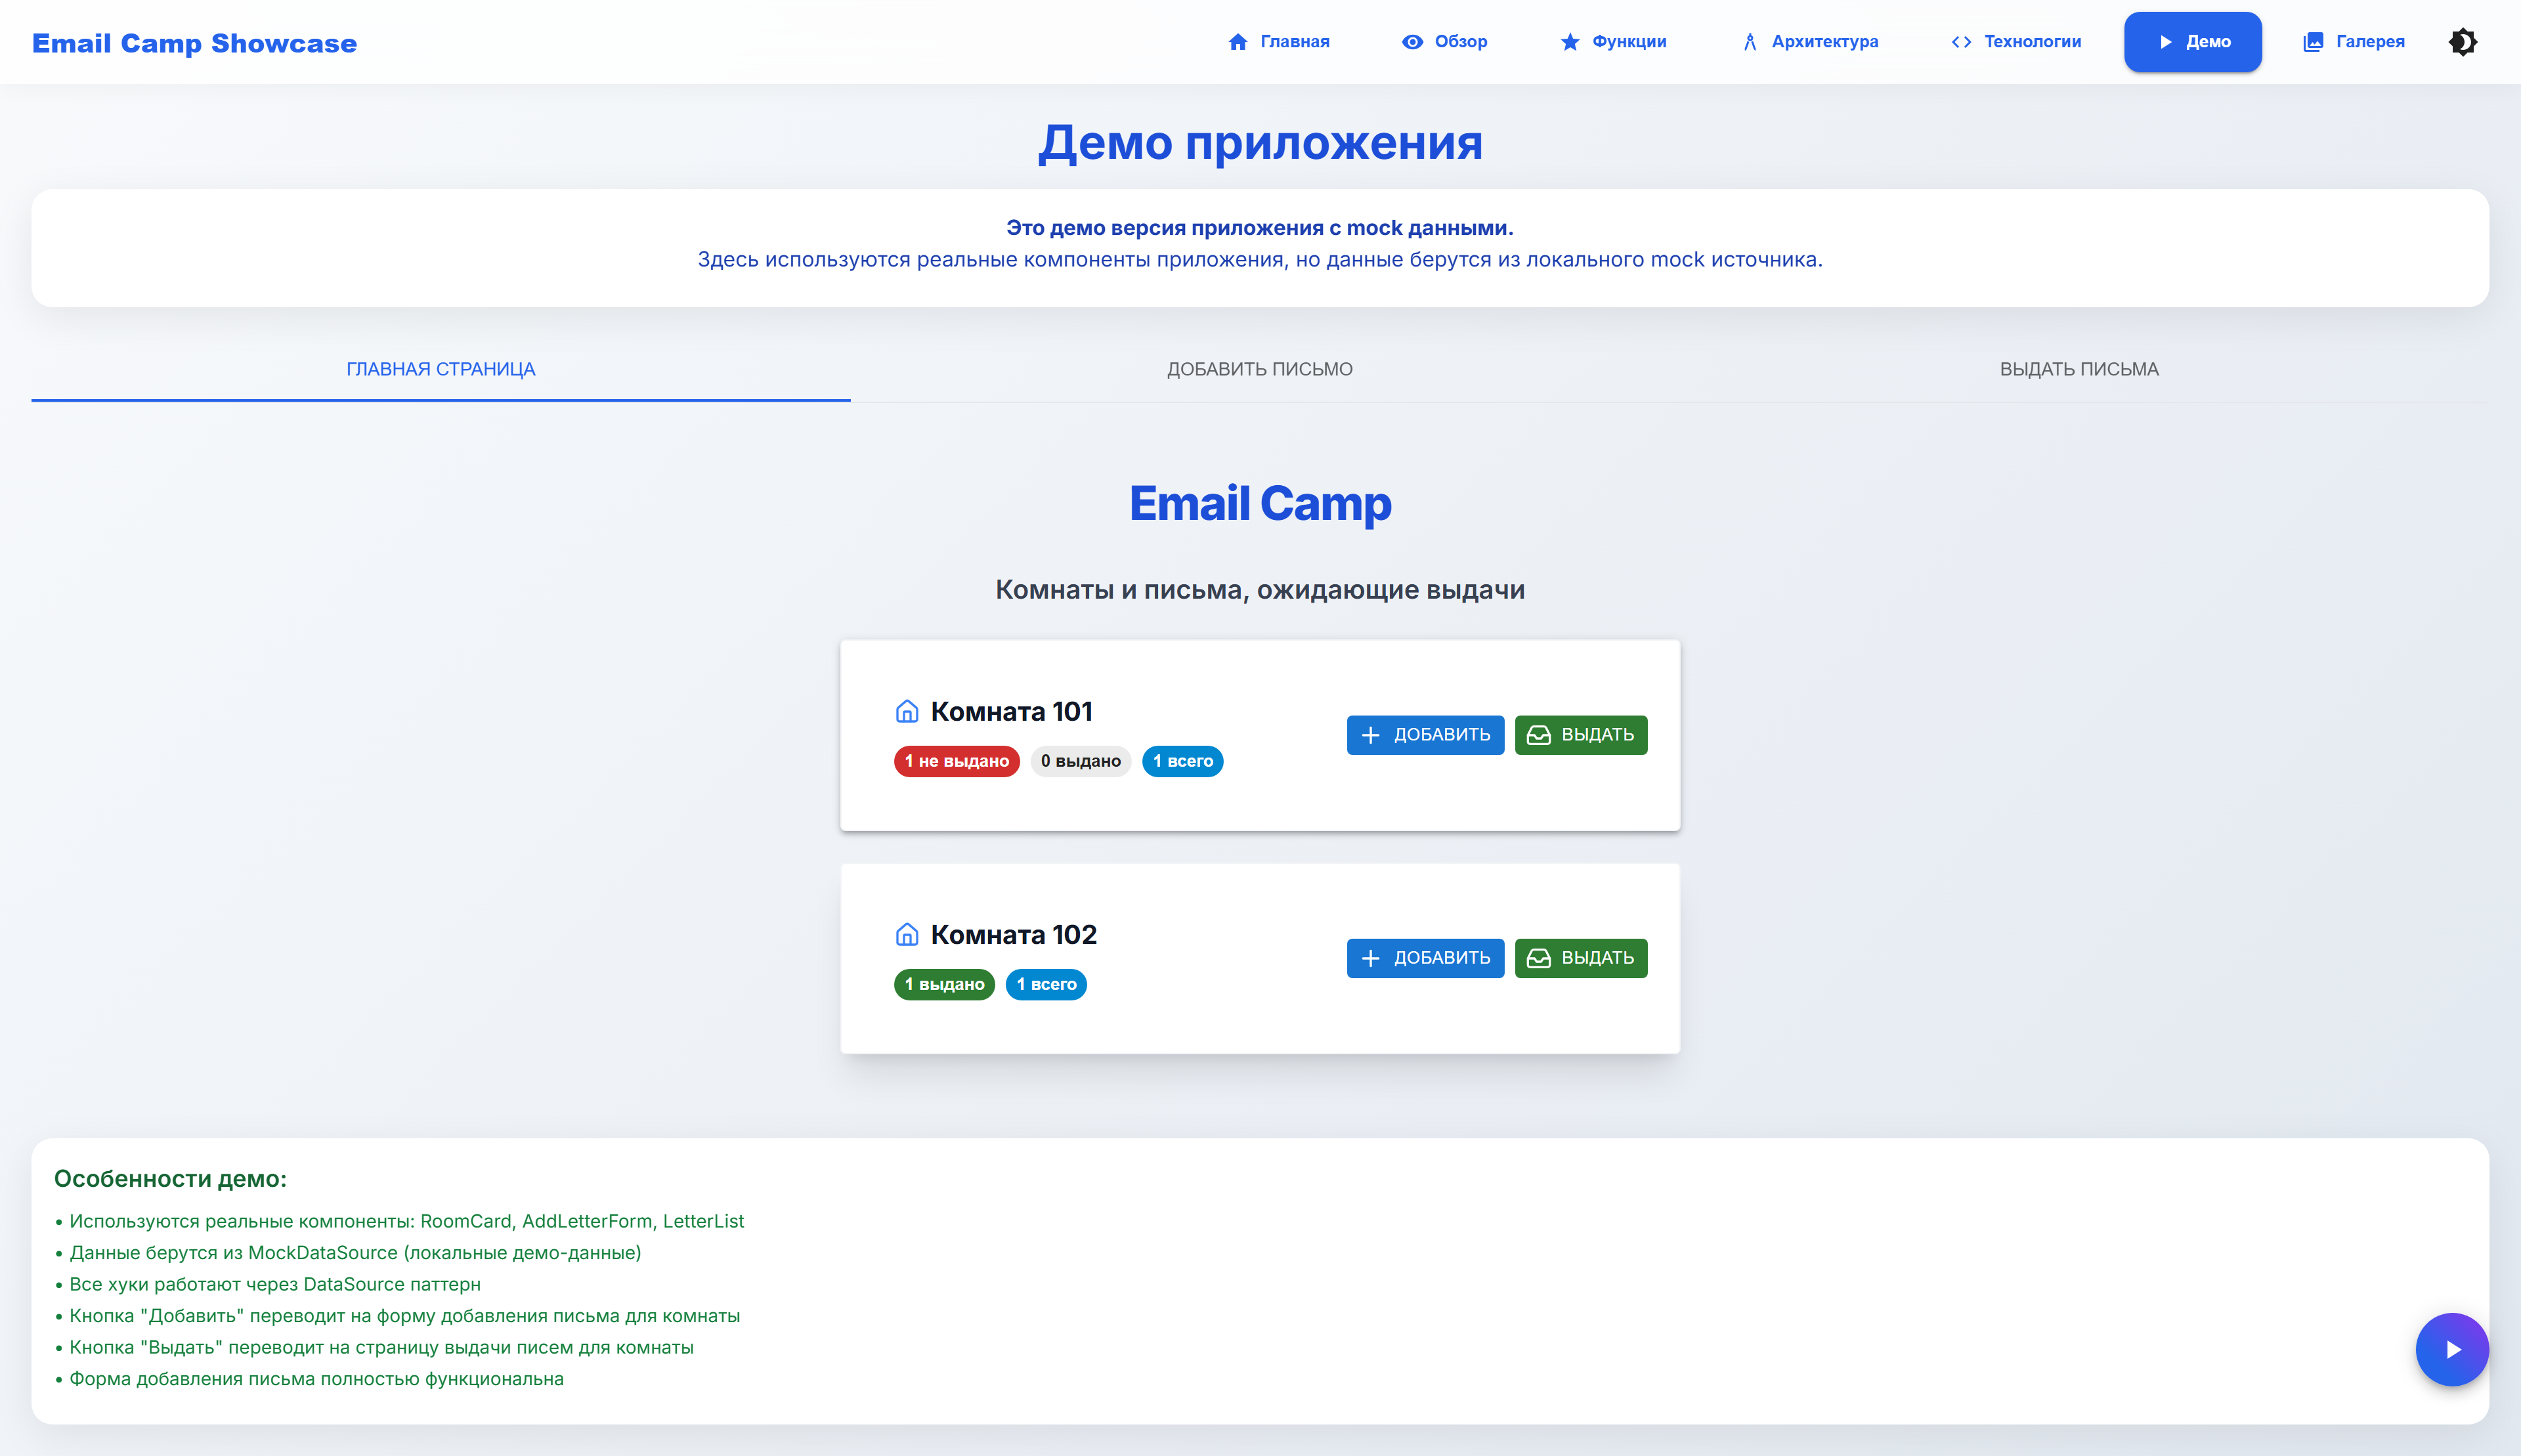 Email Camp Showcase
Главная
Обзор
Функции
Архитектура
Технологии
Демо
Галерея
Демо приложения
Это демо версия приложения с mock данными.
Здесь используются реальные компоненты приложения, но данные берутся из локального mock источника.
ГЛАВНАЯ СТРАНИЦА
ДОБАВИТЬ ПИСЬМО
ВЫДАТЬ ПИСЬМА
Email Camp
Комнаты и письма, ожидающие выдачи
Комната 101
1 не выдано
0 выдано
1 всего
ДОБАВИТЬ
ВЫДАТЬ
Комната 102
1 выдано
1 всего
ДОБАВИТЬ
ВЫДАТЬ
Особенности демо:
• Используются реальные компоненты: RoomCard, AddLetterForm, LetterList
• Данные берутся из MockDataSource (локальные демо-данные)
• Все хуки работают через DataSource паттерн
• Кнопка "Добавить" переводит на форму добавления письма для комнаты
• Кнопка "Выдать" переводит на страницу выдачи писем для комнаты
• Форма добавления письма полностью функциональна